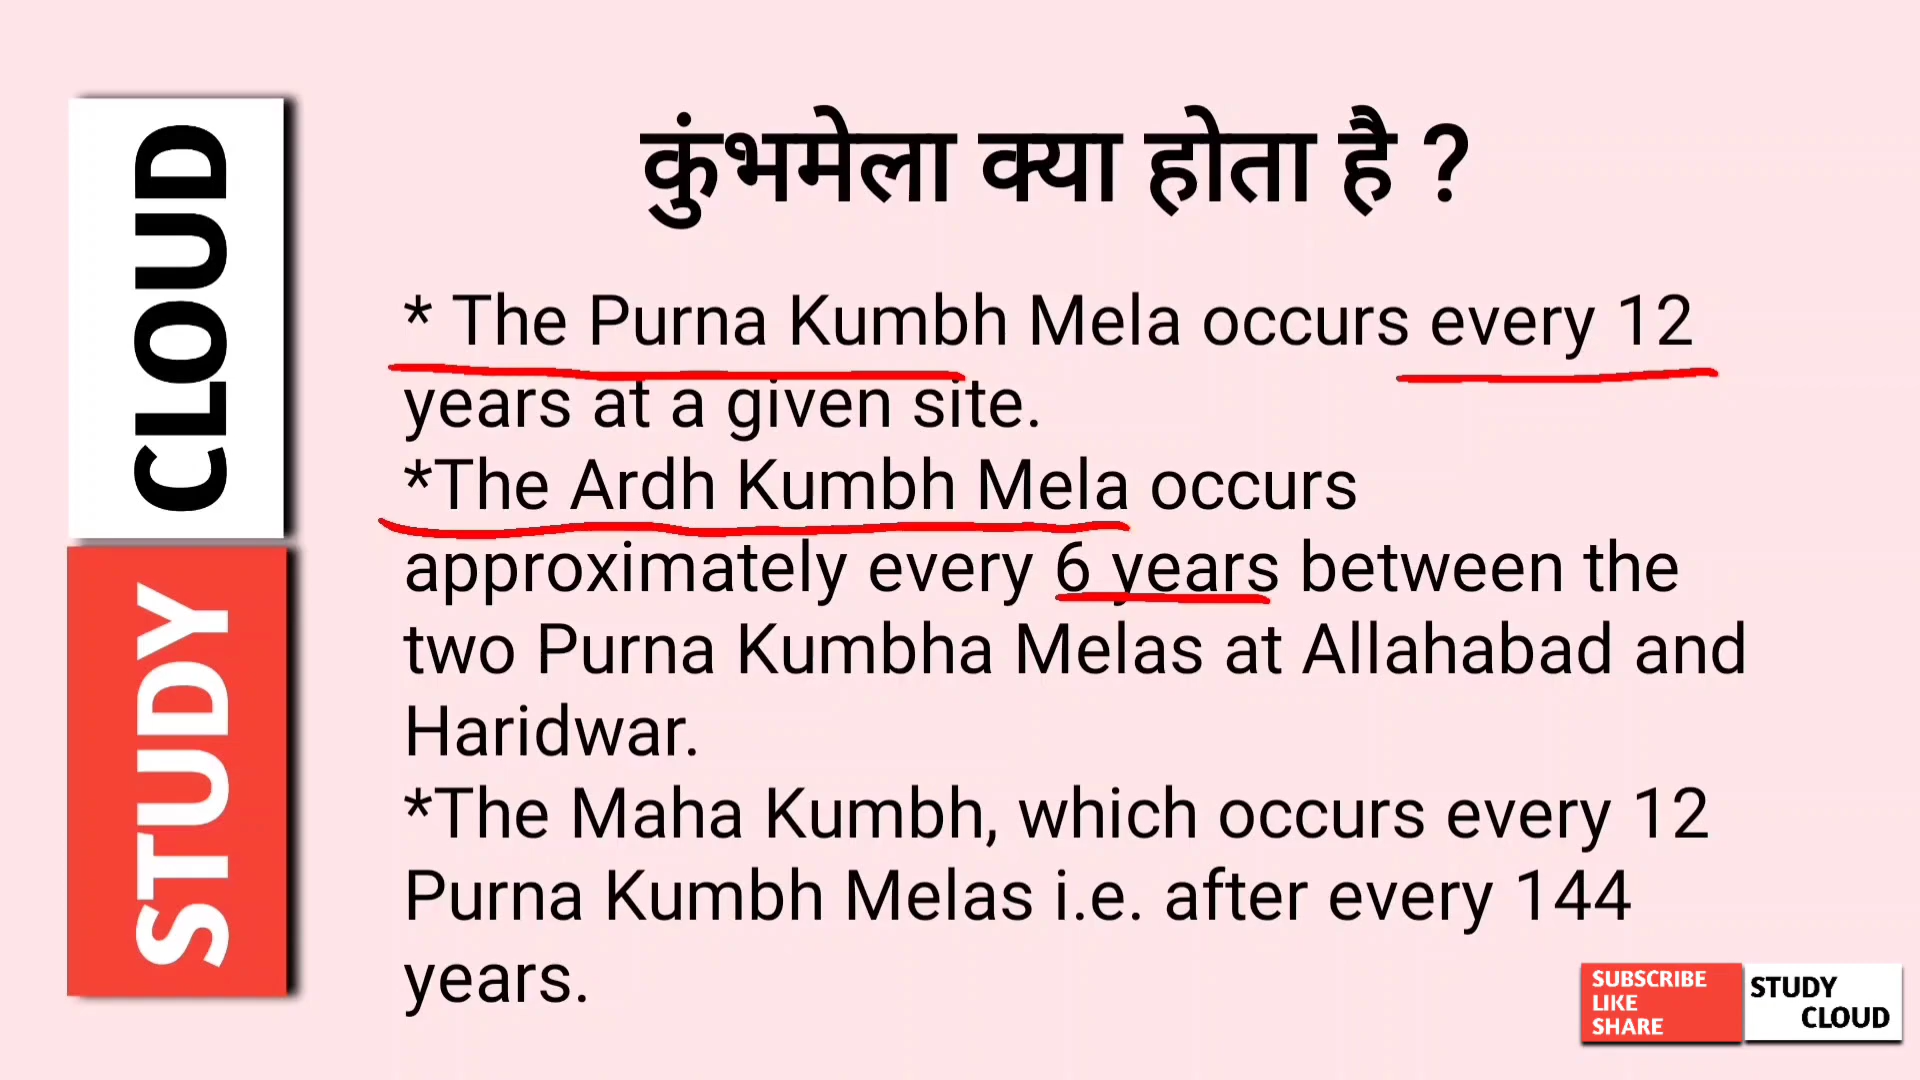 STUDY CLOUD
कुंभमेला क्या होता है ?
* The Purna Kumbh Mela occurs every 12
years at a given site.
*The Ardh Kumbh Mela occurs
approximately every 6 years between the
two Purna Kumbha Melas at Allahabad and
Haridwar.
*The Maha Kumbh, which occurs every 12
Purna Kumbh Melas i.e. after every 144
years.
SUBSCRIBE
LIKE
SHARE
STUDY
CLOUD